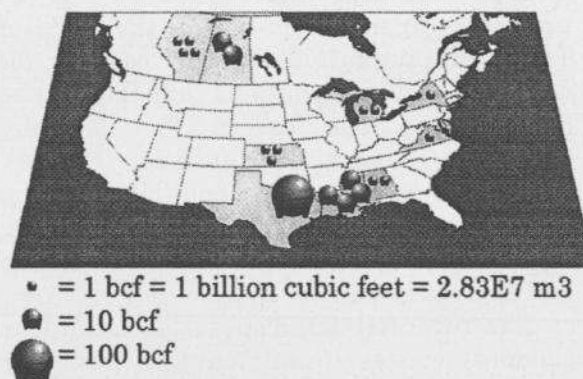 = 1 bcf = 1 billion cubic feet = 2.83E7 m3
= 10 bcf
= 100 bcf